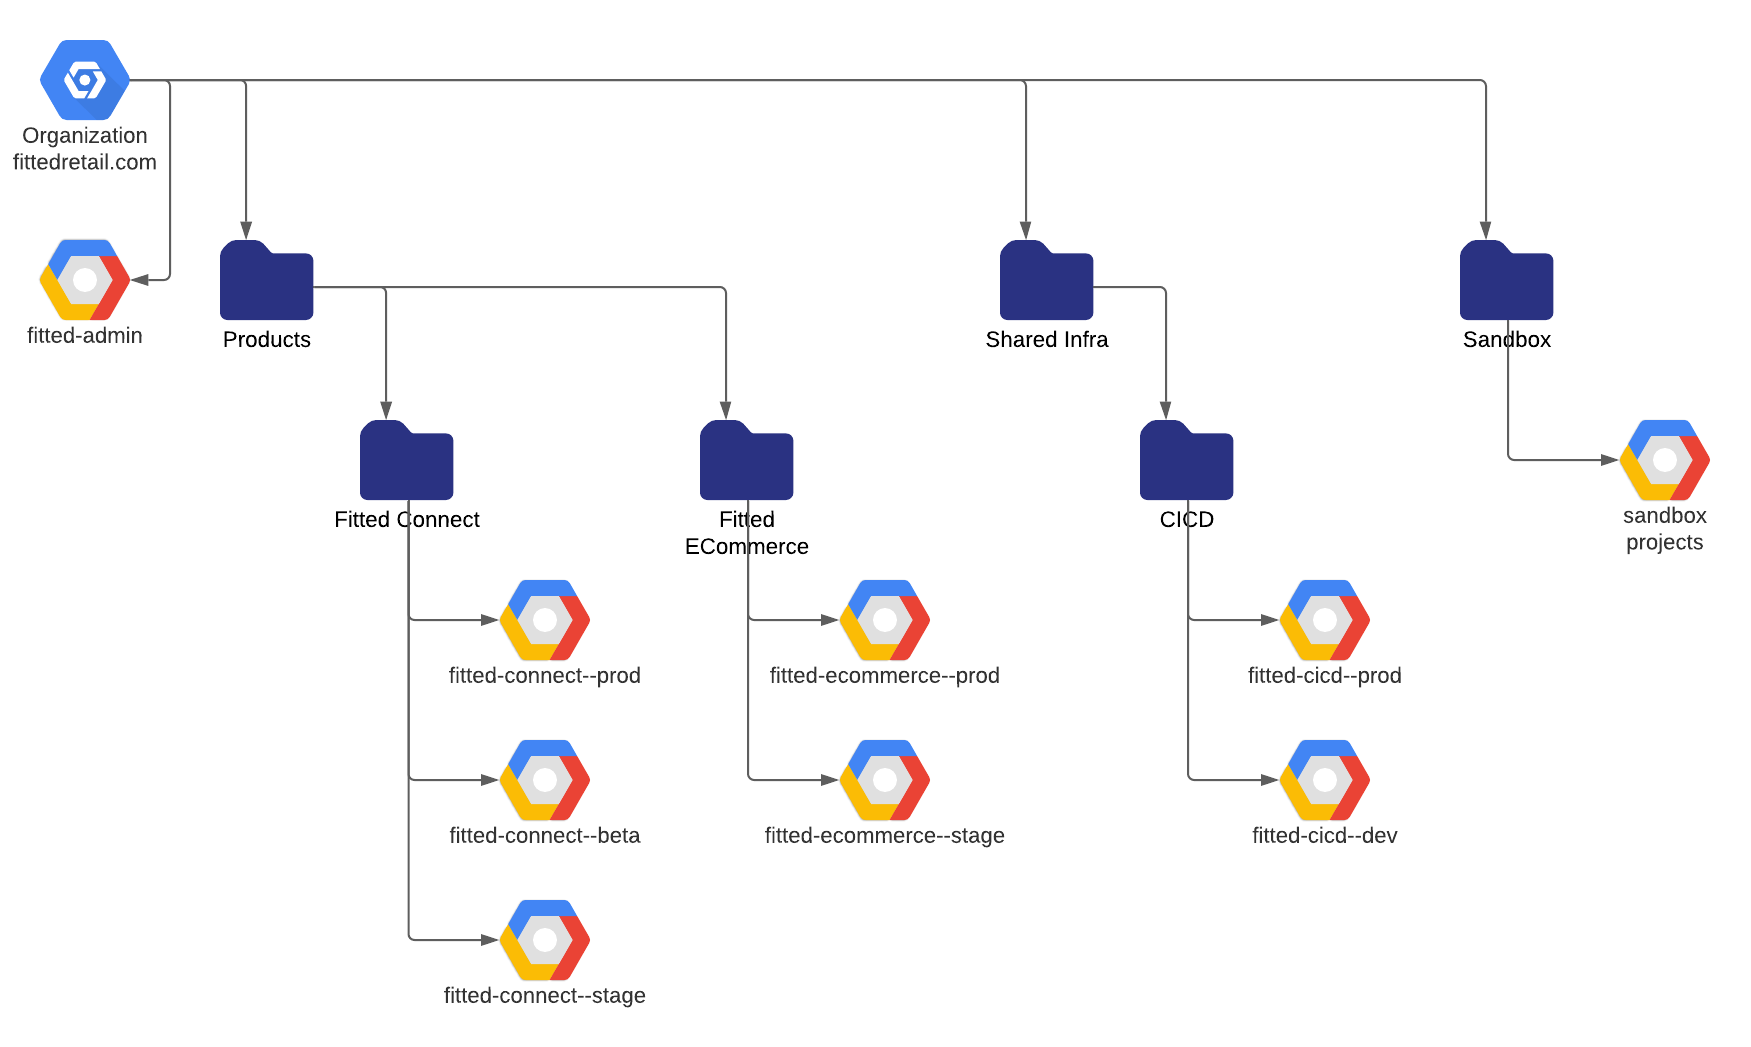 Organization
fittedretail.com
fitted-admin
Products
Shared Infra
Sandbox
Fitted Connect
Fitted
ECommerce
CICD
sandbox
projects
fitted-connect--prod
fitted-ecommerce--prod
fitted-cicd--prod
fitted-connect--beta
fitted-ecommerce--stage
fitted-cicd--dev
fitted-connect--stage